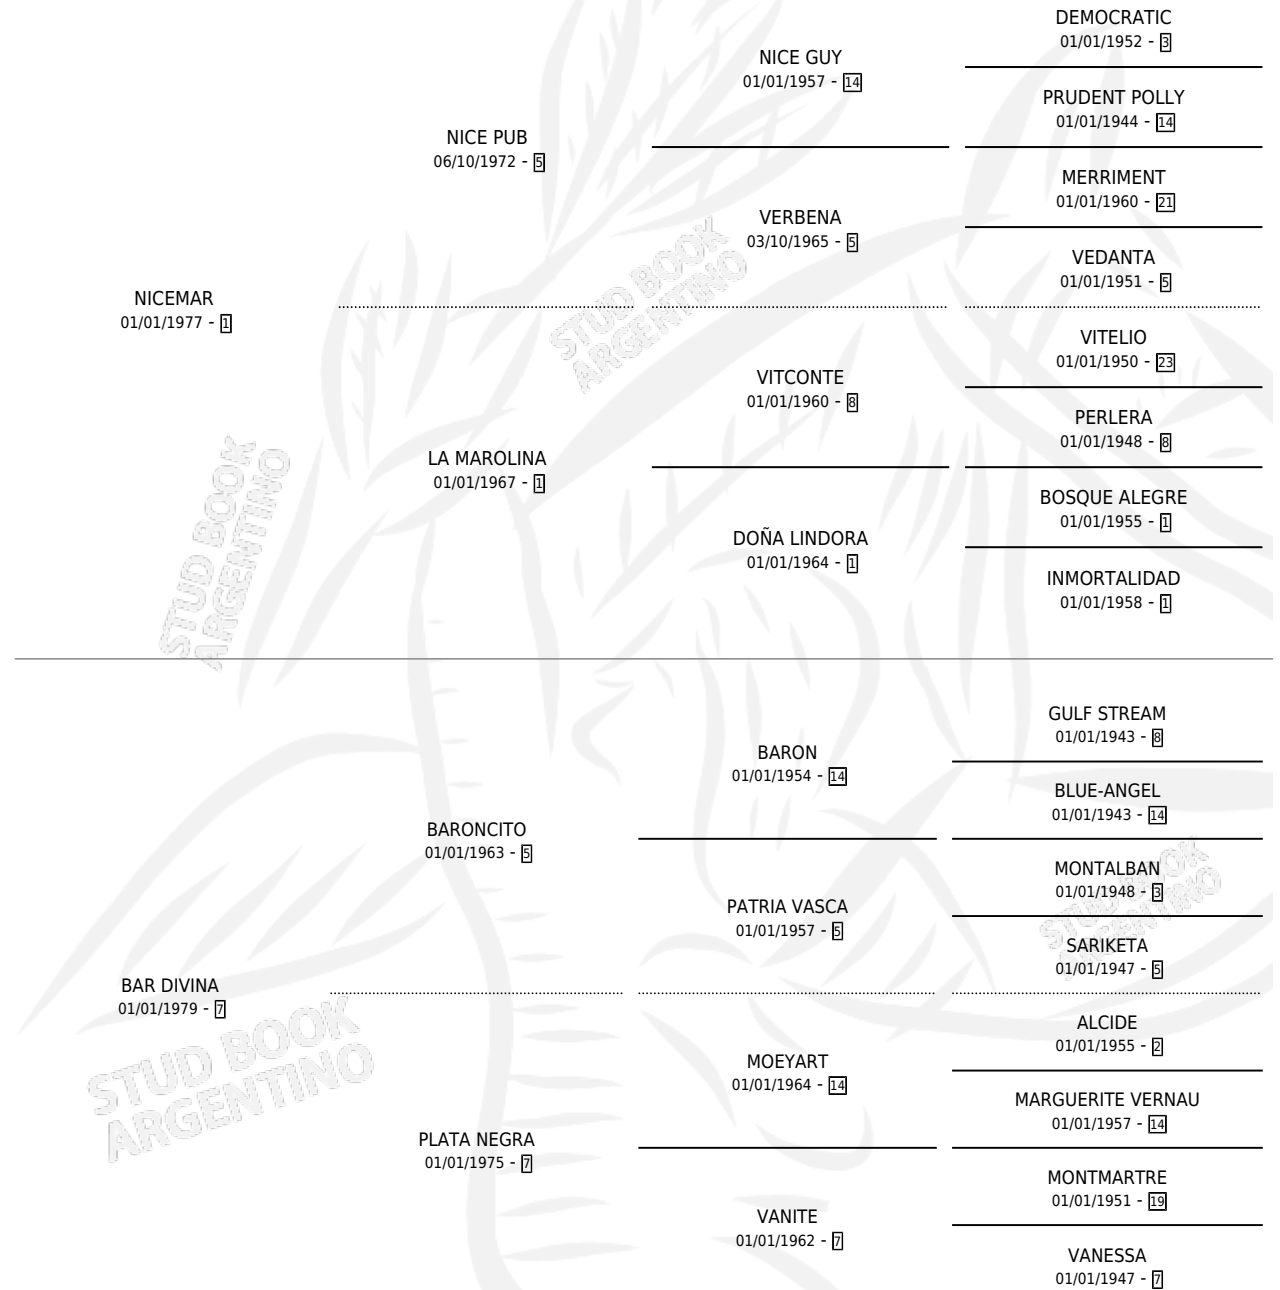 DEMOCRATIC
01/01/1952 - 3
NICE GUY
01/01/1957 - 14
PRUDENT POLLY
01/01/1944 - 14
NICE PUB
06/10/1972 - 5
MERRIMENT
01/01/1960 - 21
VERBENA
03/10/1965 - 5
VEDANTA
01/01/1951 - 5
NICEMAR
01/01/1977 - 1
VITELIO
01/01/1950 - 23
VITCONTE
01/01/1960 - 8
PERLERA
01/01/1948 - 8
LA MAROLINA
01/01/1967 - 1
BOSQUE ALEGRE
01/01/1955 - 1
DOÑA LINDORA
01/01/1964 - 1
INMORTALIDAD
01/01/1958 - 1
GULF STREAM
01/01/1943 - 8
BARON
01/01/1954 - 14
BLUE-ANGEL
01/01/1943 - 14
BARONCITO
01/01/1963 - 5
MONTALBAN
01/01/1948 - 3
PATRIA VASCA
01/01/1957 - 5
SARIKETA
01/01/1947 - 5
BAR DIVINA
01/01/1979 - 7
ALCIDE
01/01/1955 - 2
MOEYART
01/01/1964 - 14
MARGUERITE VERNAU
01/01/1957 - 14
PLATA NEGRA
01/01/1975 - 7
MONTMARTRE
01/01/1951 - 19
VANITE
01/01/1962 - 7
VANESSA
01/01/1947 - 7
STUD BOOK
ARGENTINO
STUD BOOK
ARGENTINO
STUD BOOK
ARGENTINO
STUD BOOK
ARGENTINO